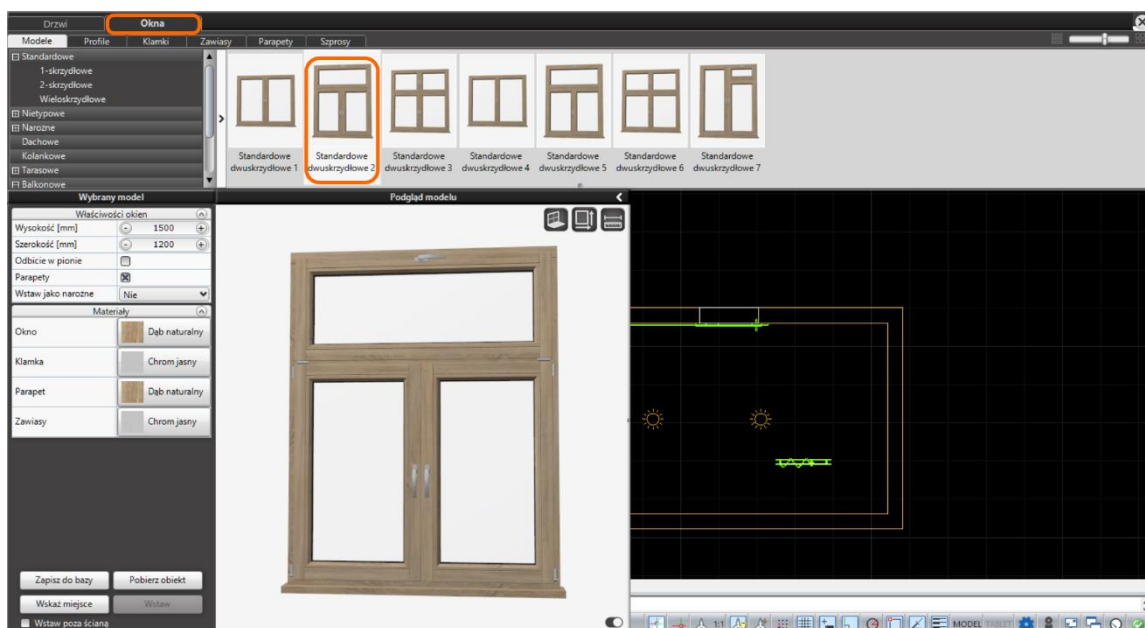 Drzwi
Okna
Modele Profile Klamki Zawiasy Parapety Szprosy
Standardowe
1-skrzydłowe
2-skrzydłowe
Wieloskrzydłowe
Nietypowe
Narożne
Dachowe
Kolankowe
Tarasowe
Balkonowe
Standardowe dwuskrzydłowe 1
Standardowe dwuskrzydłowe 2
Standardowe dwuskrzydłowe 3
Standardowe dwuskrzydłowe 4
Standardowe dwuskrzydłowe 5
Standardowe dwuskrzydłowe 6
Standardowe dwuskrzydłowe 7
Wybrany model
Właściwości okien
Wysokość [mm] 1500
Szerokość [mm] 1200
Odbicie w pionie
Parapety
Wstaw jako narożne Nie
Materiały
Okno Dąb naturalny
Klamka Chrom jasny
Parapet Dąb naturalny
Zawiasy Chrom jasny
Zapisz do bazy Pobierz obiekt
Wskaż miejsce Wstaw
Wstaw poza ścianą
Podgląd modelu
1:1 MODEL TABLET